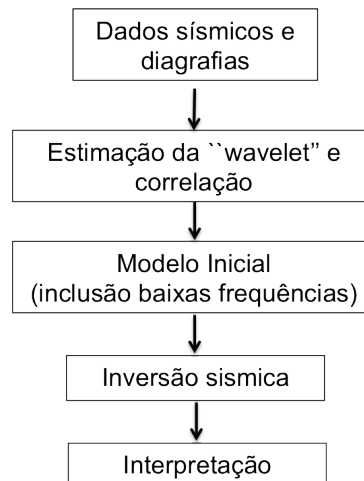 Dados sísmicos e
diagrafias
Estimação da ``wavelet” e
correlação
Modelo Inicial
(inclusão baixas frequências)
Inversão sismica
Interpretação